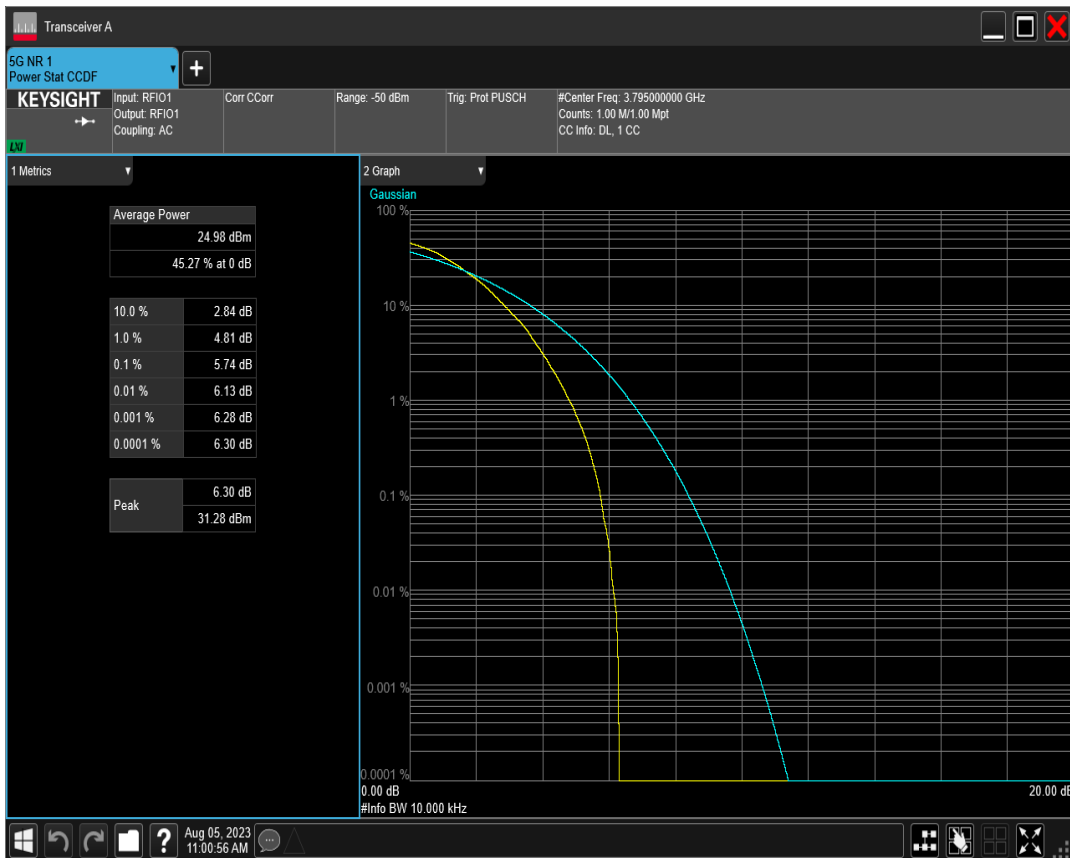 Transceiver A
5G NR 1
Power Stat CCDF
+
KEYSIGHT
LXI
Input: RFIO1
Output: RFIO1
Coupling: AC
Corr CCorr
Range: -50 dBm
Trig: Prot PUSCH
#Center Freq: 3.795000000 GHz
Counts: 1.00 M/1.00 Mpt
CC Info: DL, 1 CC
1 Metrics
Average Power
24.98 dBm
45.27 % at 0 dB
10.0 % 2.84 dB
1.0 % 4.81 dB
0.1 % 5.74 dB
0.01 % 6.13 dB
0.001 % 6.28 dB
0.0001 % 6.30 dB
Peak
6.30 dB
31.28 dBm
2 Graph
Gaussian
100 %
10 %
1 %
0.1 %
0.01 %
0.001 %
0.0001 %
0.00 dB
20.00 dB
#Info BW 10.000 kHz
?
Aug 05, 2023
11:00:56 AM